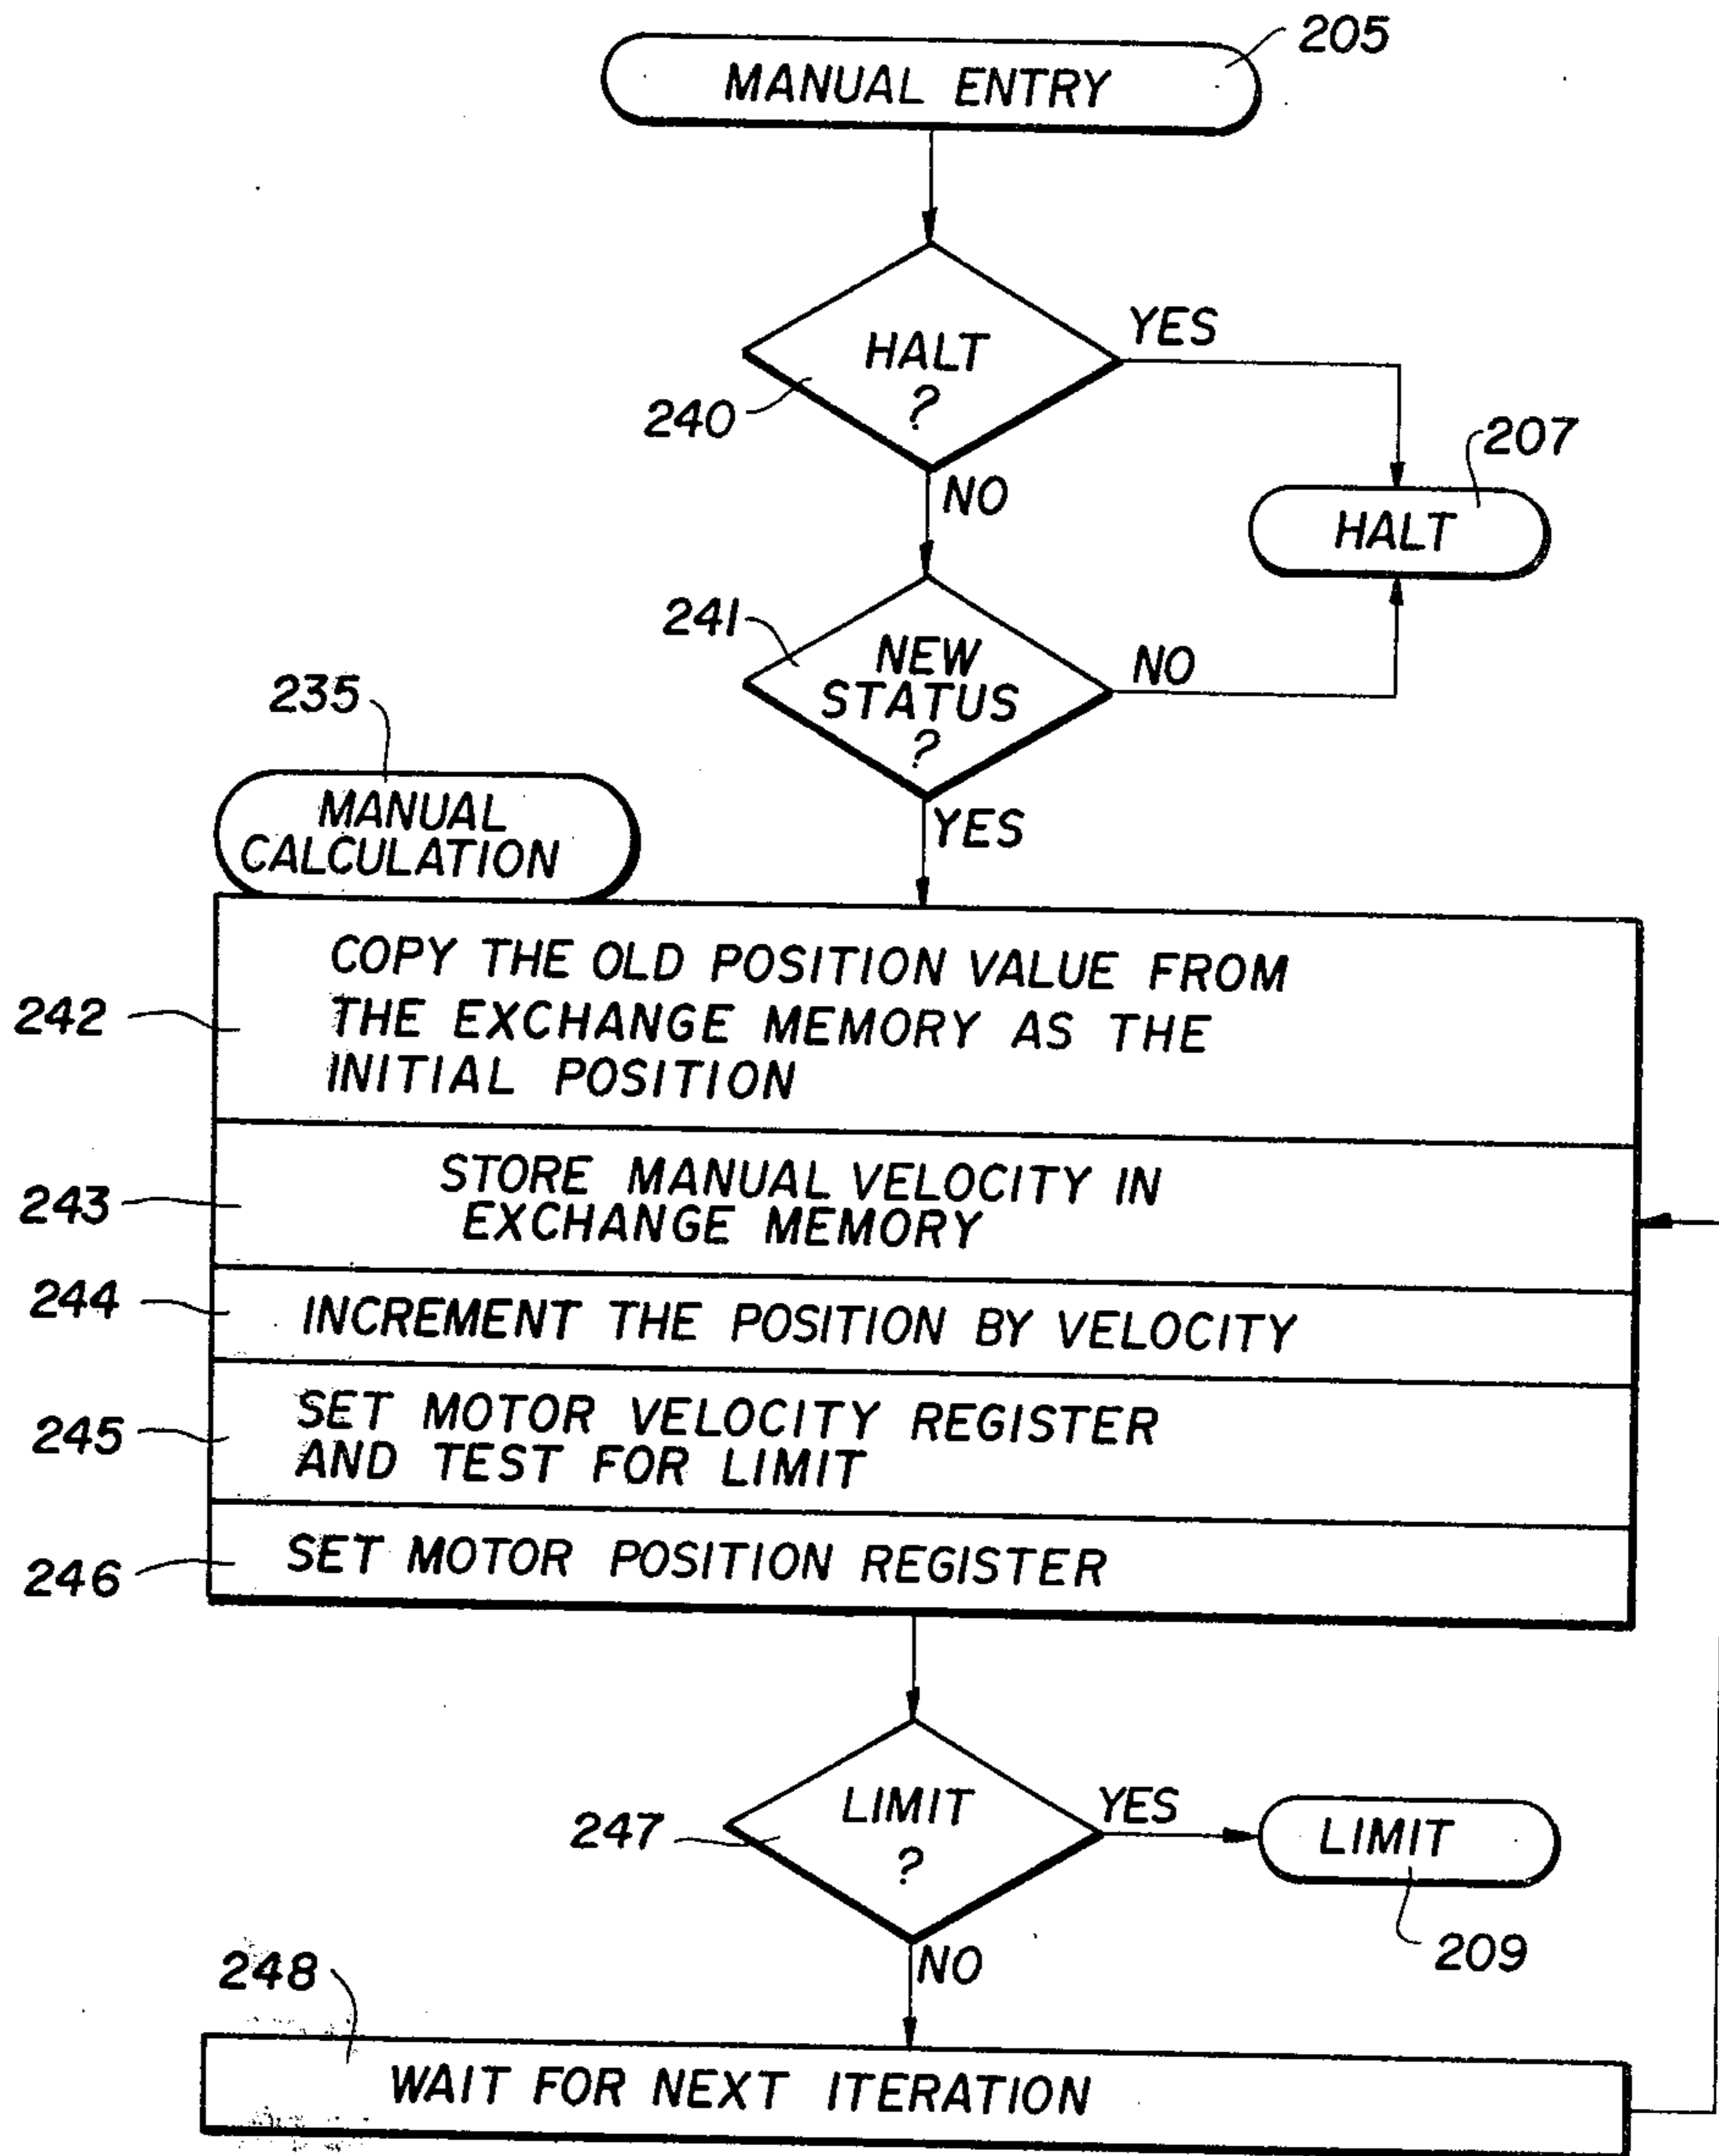 205
MANUAL ENTRY
HALT
?
YES
240
NO
207
HALT
241
NEW
STATUS
?
NO
YES
235
MANUAL
CALCULATION
242
COPY THE OLD POSITION VALUE FROM
THE EXCHANGE MEMORY AS THE
INITIAL POSITION
243
STORE MANUAL VELOCITY IN
EXCHANGE MEMORY
244
INCREMENT THE POSITION BY VELOCITY
245
SET MOTOR VELOCITY REGISTER
AND TEST FOR LIMIT
246
SET MOTOR POSITION REGISTER
247
LIMIT
?
YES
LIMIT
209
NO
248
WAIT FOR NEXT ITERATION